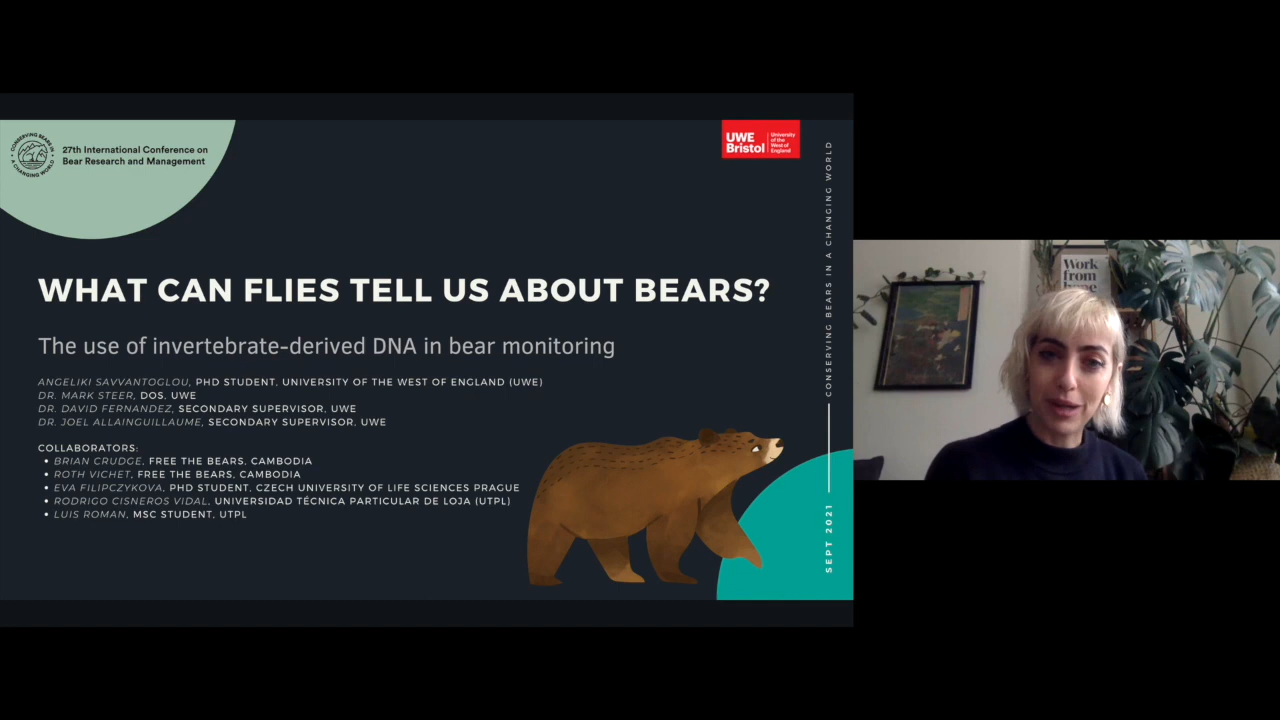 CONSERVING BEARS IN A CHANGING WORLD
27th International Conference on
Bear Research and Management
UWE
Bristol
University
of the
West of
England
CONSERVING BEARS IN A CHANGING WORLD
SEPT 2021
WHAT CAN FLIES TELL US ABOUT BEARS?
The use of invertebrate-derived DNA in bear monitoring
ANGELIKI SAVVANTOGLOU, PHD STUDENT, UNIVERSITY OF THE WEST OF ENGLAND (UWE)
DR. MARK STEER, DOS, UWE
DR. DAVID FERNANDEZ, SECONDARY SUPERVISOR, UWE
DR. JOEL ALLAINGUILLAUME, SECONDARY SUPERVISOR, UWE
COLLABORATORS:
• BRIAN CRUDGE, FREE THE BEARS, CAMBODIA
• ROTH VICHET, FREE THE BEARS, CAMBODIA
• EVA FILIPCZYKOVA, PHD STUDENT, CZECH UNIVERSITY OF LIFE SCIENCES PRAGUE
• RODRIGO CISNEROS VIDAL, UNIVERSIDAD TÉCNICA PARTICULAR DE LOJA (UTPL)
• LUIS ROMAN, MSC STUDENT, UTPL
Work
from